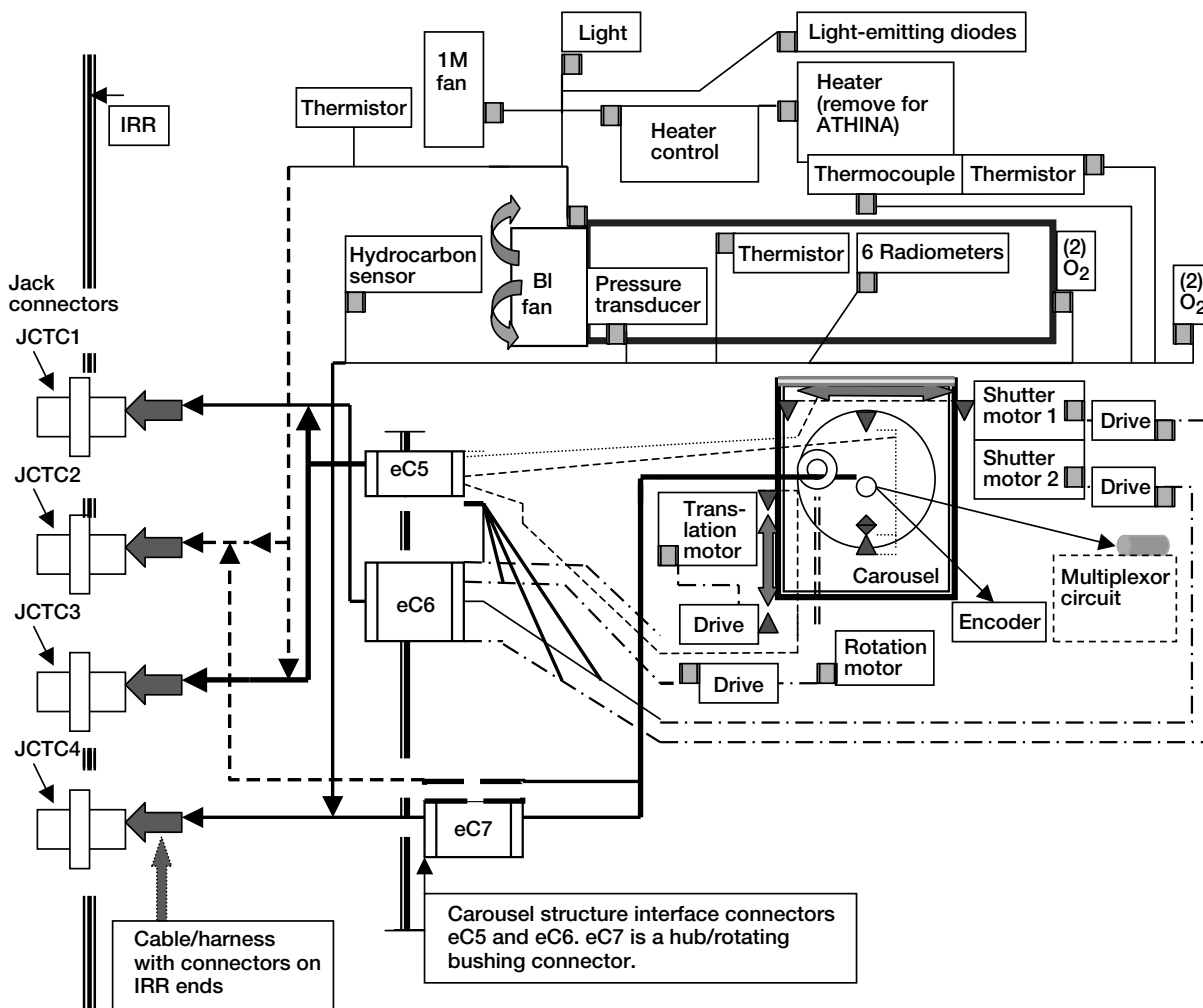 Light
Light-emitting diodes
1M
fan
Heater
(remove for
ATHINA)
IRR
Thermistor
Heater
control
Thermocouple
Thermistor
Hydrocarbon
sensor
BI
fan
Pressure
transducer
Thermistor
6 Radiometers
(2)
O2
(2)
O2
Jack
connectors
JCTC1
Shutter
motor 1
Drive
eC5
JCTC2
Shutter
motor 2
Drive
Trans-
lation
motor
Carousel
Multiplexor
circuit
eC6
JCTC3
Drive
Encoder
Rotation
motor
Drive
JCTC4
eC7
Carousel structure interface connectors
eC5 and eC6. eC7 is a hub/rotating
bushing connector.
Cable/harness
with connectors on
IRR ends